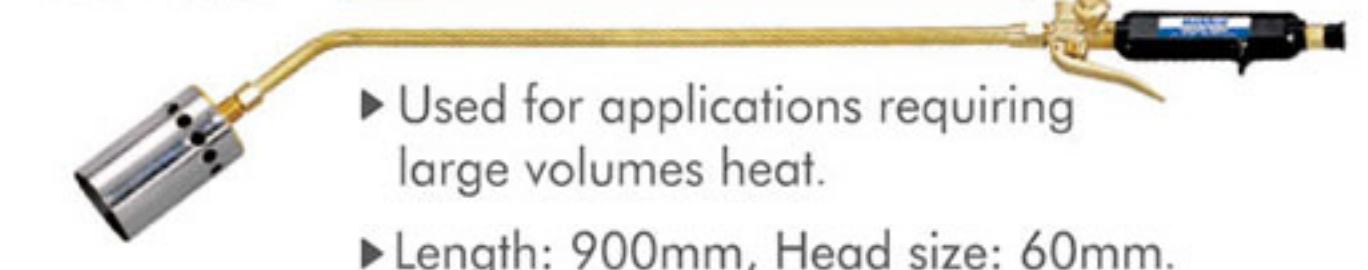 ▶ Used for applications requiring
large volumes heat.
▶ Length: 900mm, Head size: 60mm.